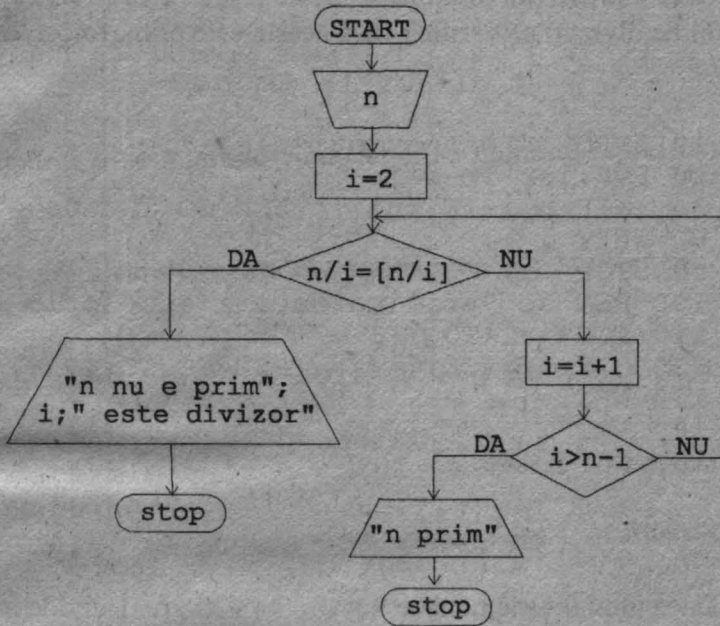 START
n
i=2
DA
n/i=[n/i]
NU
"n nu e prim";
i;" este divizor"
i=i+1
DA
i>n-1
NU
stop
"n prim"
stop